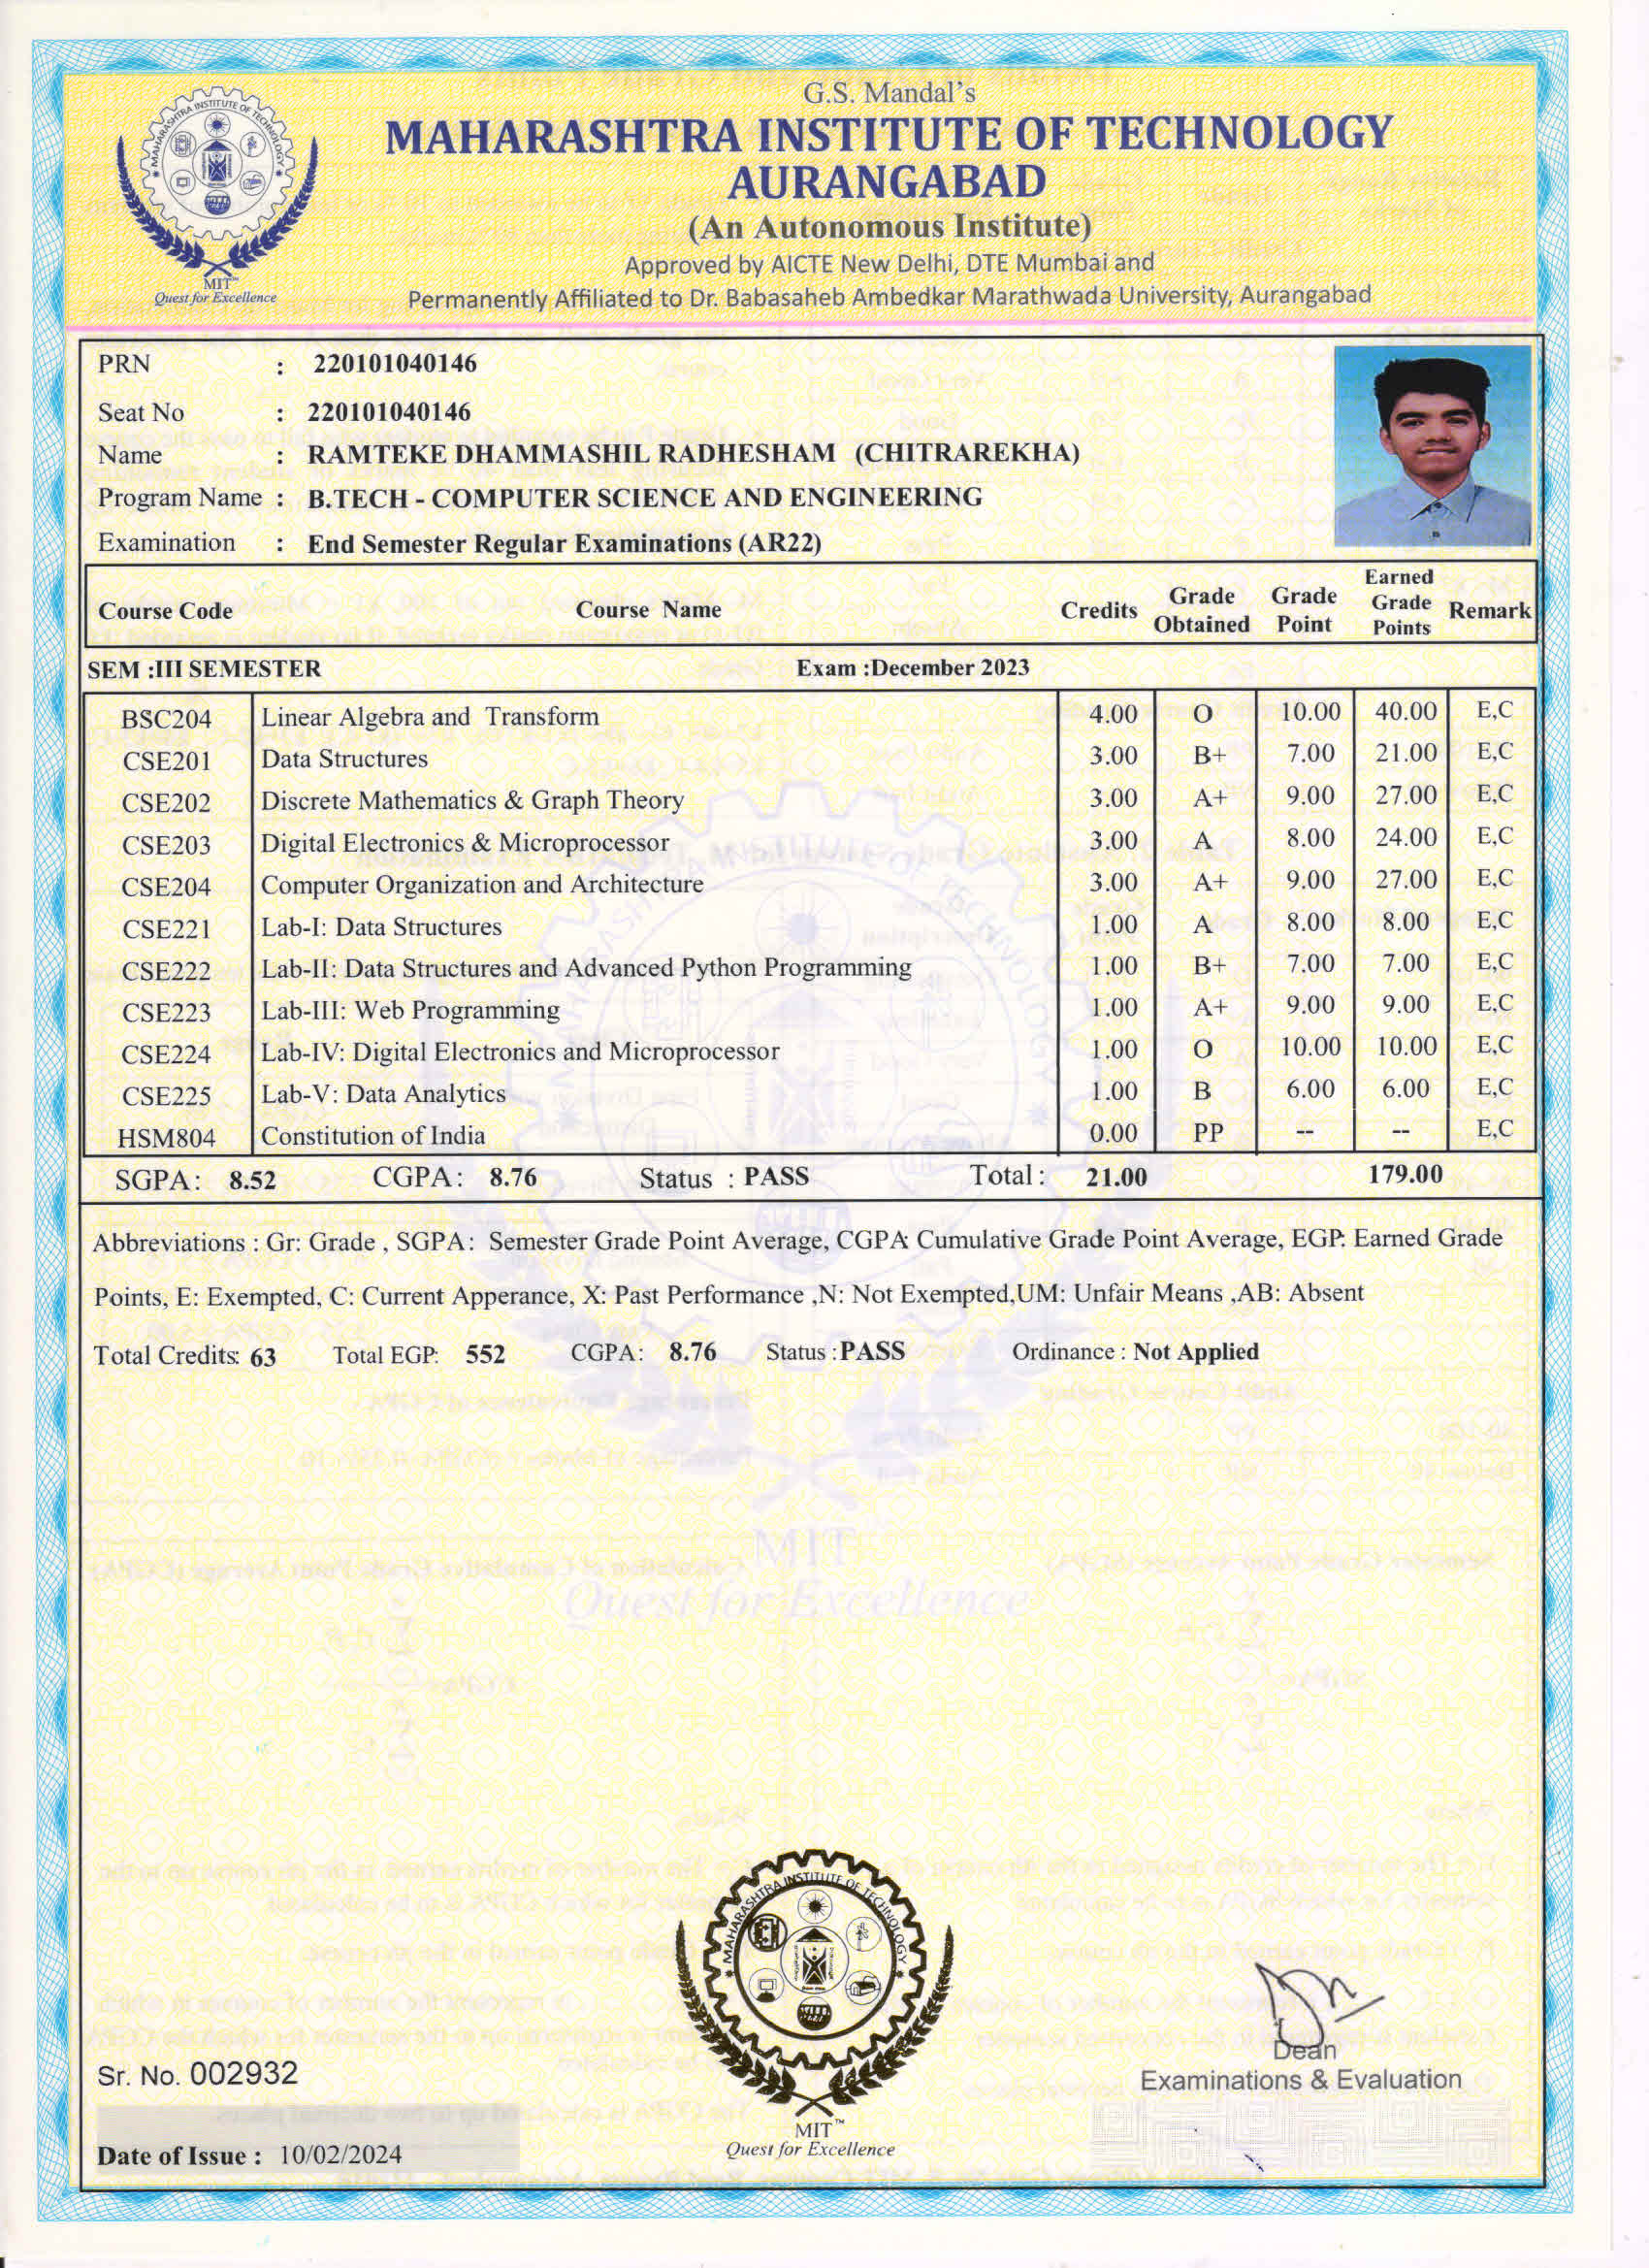 G.S. Mandal's
MAHARASHTRA INSTITUTE OF TECHNOLOGY
AURANGABAD
(An Autonomous Institute)
Approved by AICTE New Delhi, DTE Mumbai and
Permanently Affiliated to Dr. Babasaheb Ambedkar Marathwada University, Aurangabad
MAHARASHTRA INSTITUTE OF TECHNOLOGY
MIT™
Quest for Excellence
PRN : 220101040146
Seat No : 220101040146
Name : RAMTEKE DHAMMASHIL RADHESHAM (CHITRAREKHA)
Program Name : B.TECH - COMPUTER SCIENCE AND ENGINEERING
Examination : End Semester Regular Examinations (AR22)
Course Code Course Name Credits Grade Obtained Grade Point Earned Grade Points Remark
SEM :III SEMESTER Exam :December 2023
BSC204 Linear Algebra and Transform 4.00 O 10.00 40.00 E,C
CSE201 Data Structures 3.00 B+ 7.00 21.00 E,C
CSE202 Discrete Mathematics & Graph Theory 3.00 A+ 9.00 27.00 E,C
CSE203 Digital Electronics & Microprocessor 3.00 A 8.00 24.00 E,C
CSE204 Computer Organization and Architecture 3.00 A+ 9.00 27.00 E,C
CSE221 Lab-I: Data Structures 1.00 A 8.00 8.00 E,C
CSE222 Lab-II: Data Structures and Advanced Python Programming 1.00 B+ 7.00 7.00 E,C
CSE223 Lab-III: Web Programming 1.00 A+ 9.00 9.00 E,C
CSE224 Lab-IV: Digital Electronics and Microprocessor 1.00 O 10.00 10.00 E,C
CSE225 Lab-V: Data Analytics 1.00 B 6.00 6.00 E,C
HSM804 Constitution of India 0.00 PP -- -- E,C
SGPA: 8.52 CGPA: 8.76 Status : PASS Total : 21.00 179.00
Abbreviations : Gr: Grade , SGPA: Semester Grade Point Average, CGPA: Cumulative Grade Point Average, EGP: Earned Grade
Points, E: Exempted, C: Current Apperance, X: Past Performance ,N: Not Exempted,UM: Unfair Means ,AB: Absent
Total Credits: 63 Total EGP: 552 CGPA: 8.76 Status :PASS Ordinance : Not Applied
MIT
Quest for Excellence
MAHARASHTRA INSTITUTE OF TECHNOLOGY
MIT™
Quest for Excellence
Dean
Examinations & Evaluation
Sr. No. 002932
Date of Issue : 10/02/2024